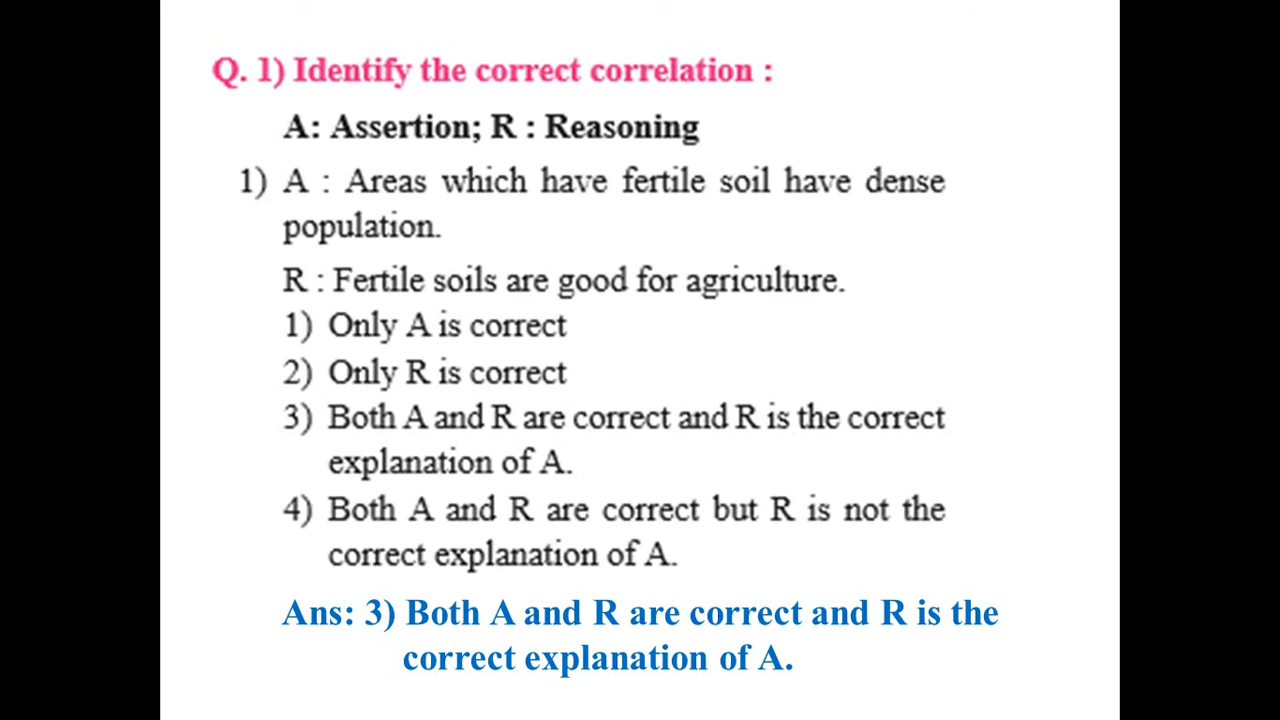 Q. 1) Identify the correct correlation :
A: Assertion; R : Reasoning
1) A : Areas which have fertile soil have dense
population.
R : Fertile soils are good for agriculture.
1) Only A is correct
2) Only R is correct
3) Both A and R are correct and R is the correct
explanation of A.
4) Both A and R are correct but R is not the
correct explanation of A.
Ans: 3) Both A and R are correct and R is the
correct explanation of A.